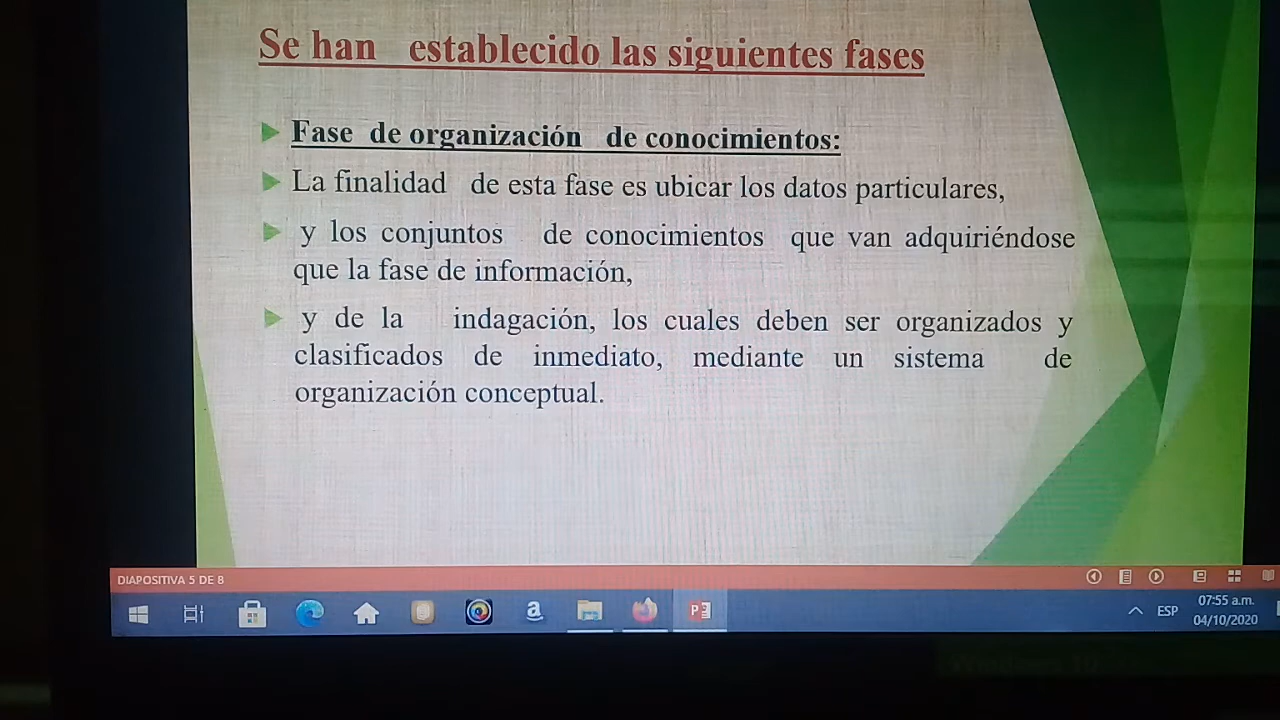 Se han establecido las siguientes fases
Fase de organización de conocimientos:
La finalidad de esta fase es ubicar los datos particulares,
y los conjuntos de conocimientos que van adquiriéndose
que la fase de información,
y de la indagación, los cuales deben ser organizados y
clasificados de inmediato, mediante un sistema de
organización conceptual.
DIAPOSITIVA 5 DE 8
07:55 a.m.
ESP
04/10/2020